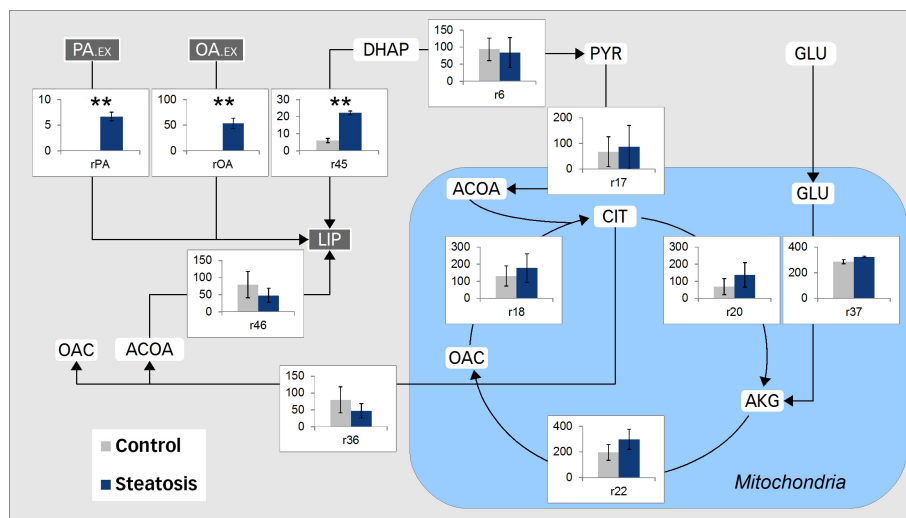 PA.EX
OA.EX
DHAP
PYR
GLU
150
100
50
0
r6
10
5
0
**
rPA
100
50
0
**
rOA
30
20
10
0
**
r45
200
100
0
r17
ACOA
GLU
CIT
LIP
150
100
50
0
r46
300
200
100
0
r18
300
200
100
0
r20
400
200
0
r37
OAC
ACOA
OAC
150
100
50
0
r36
AKG
400
200
0
r22
Control
Steatosis
Mitochondria